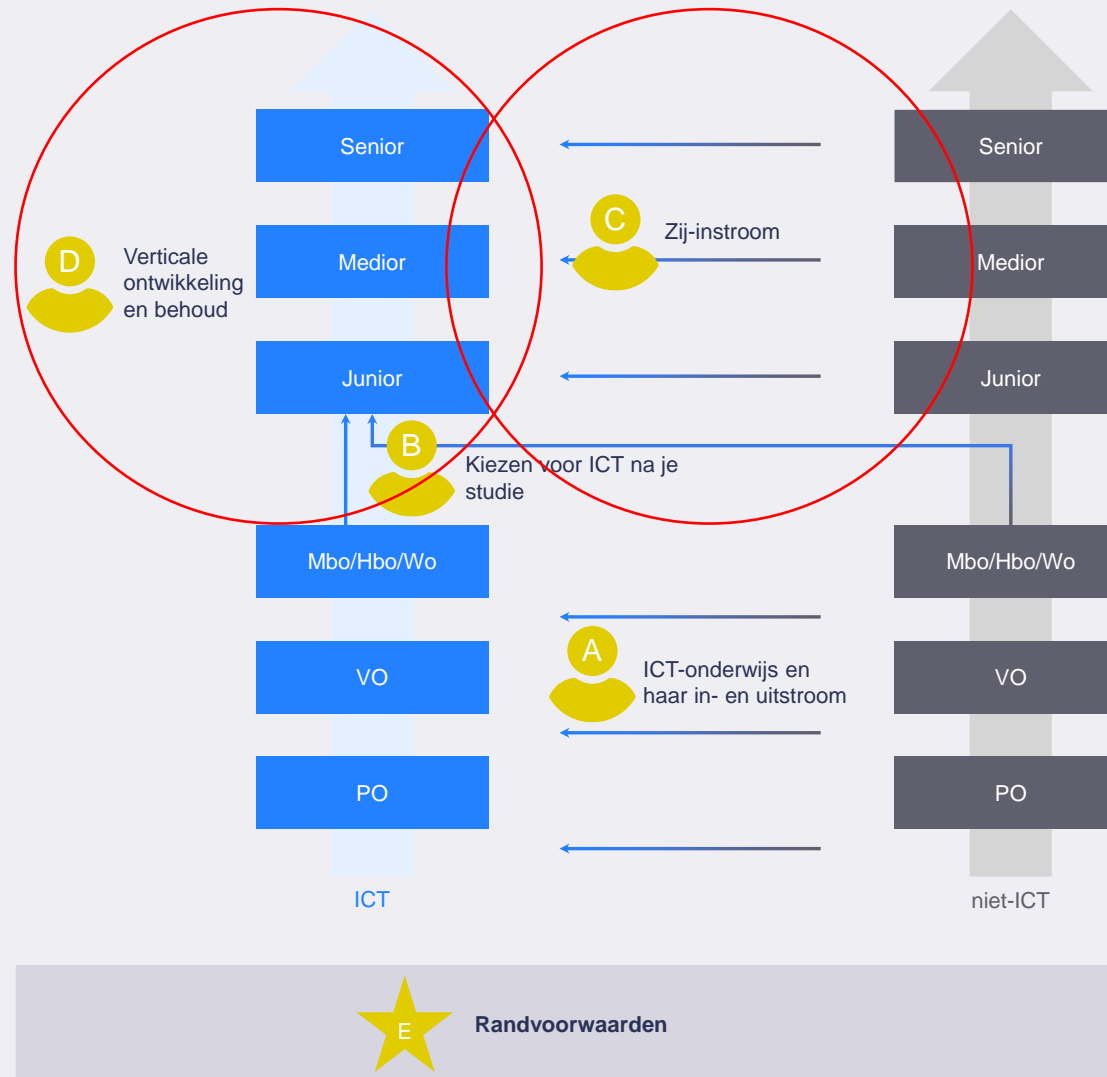 Senior
Senior
C
Zij-instroom
D
Verticale
ontwikkeling
en behoud
Medior
Medior
Junior
Junior
B
Kiezen voor ICT na je
studie
Mbo/Hbo/Wo
Mbo/Hbo/Wo
A
ICT-onderwijs en
haar in- en uitstroom
VO
VO
PO
PO
ICT
niet-ICT
E
Randvoorwaarden